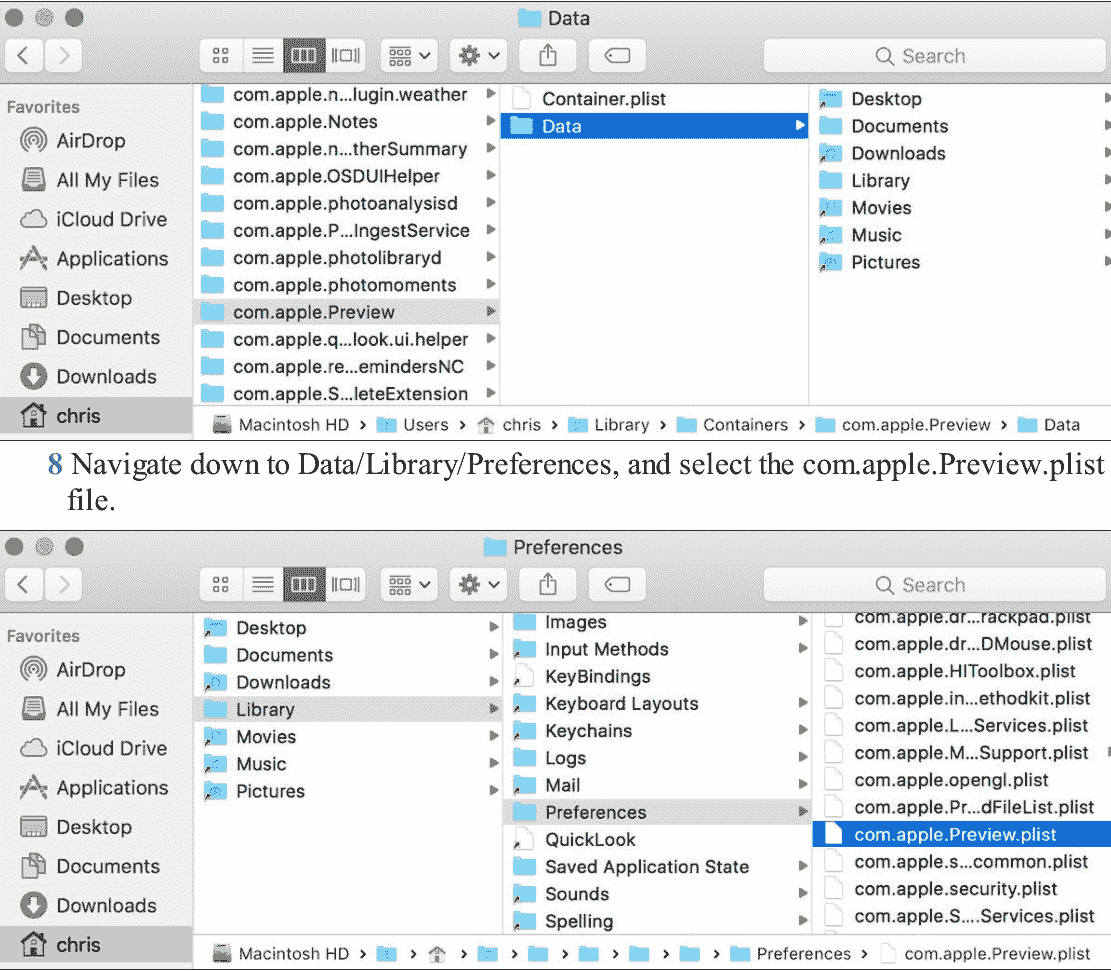 Data
Search
Favorites
AirDrop
All My Files
iCloud Drive
Applications
Desktop
Documents
Downloads
chris
com.apple.n...lugin.weather
com.apple.Notes
com.apple.n...therSummary
com.apple.OSDUIHelper
com.apple.photoanalysisd
com.apple.P...IngestService
com.apple.photolibraryd
com.apple.photomoments
com.apple.Preview
com.apple.q...look.ui.helper
com.apple.re...emindersNC
com.apple.S...leteExtension
Container.plist
Data
Desktop
Documents
Downloads
Library
Movies
Music
Pictures
Macintosh HD > Users > chris > Library > Containers > com.apple.Preview > Data
8 Navigate down to Data/Library/Preferences, and select the com.apple.Preview.plist
file.
Preferences
Search
Favorites
AirDrop
All My Files
iCloud Drive
Applications
Desktop
Documents
Downloads
chris
Desktop
Documents
Downloads
Library
Movies
Music
Pictures
Images
Input Methods
KeyBindings
Keyboard Layouts
Keychains
Logs
Mail
Preferences
QuickLook
Saved Application State
Sounds
Spelling
com.apple.dr...rackpad.plist
com.apple.dr...DMouse.plist
com.apple.HIToolbox.plist
com.apple.in...ethodkit.plist
com.apple.L...Services.plist
com.apple.M...Support.plist
com.apple.opengl.plist
com.apple.Pr...dFileList.plist
com.apple.Preview.plist
com.apple.s...common.plist
com.apple.security.plist
com.apple.S....Services.plist
Macintosh HD > > > > > > > > Preferences > com.apple.Preview.plist